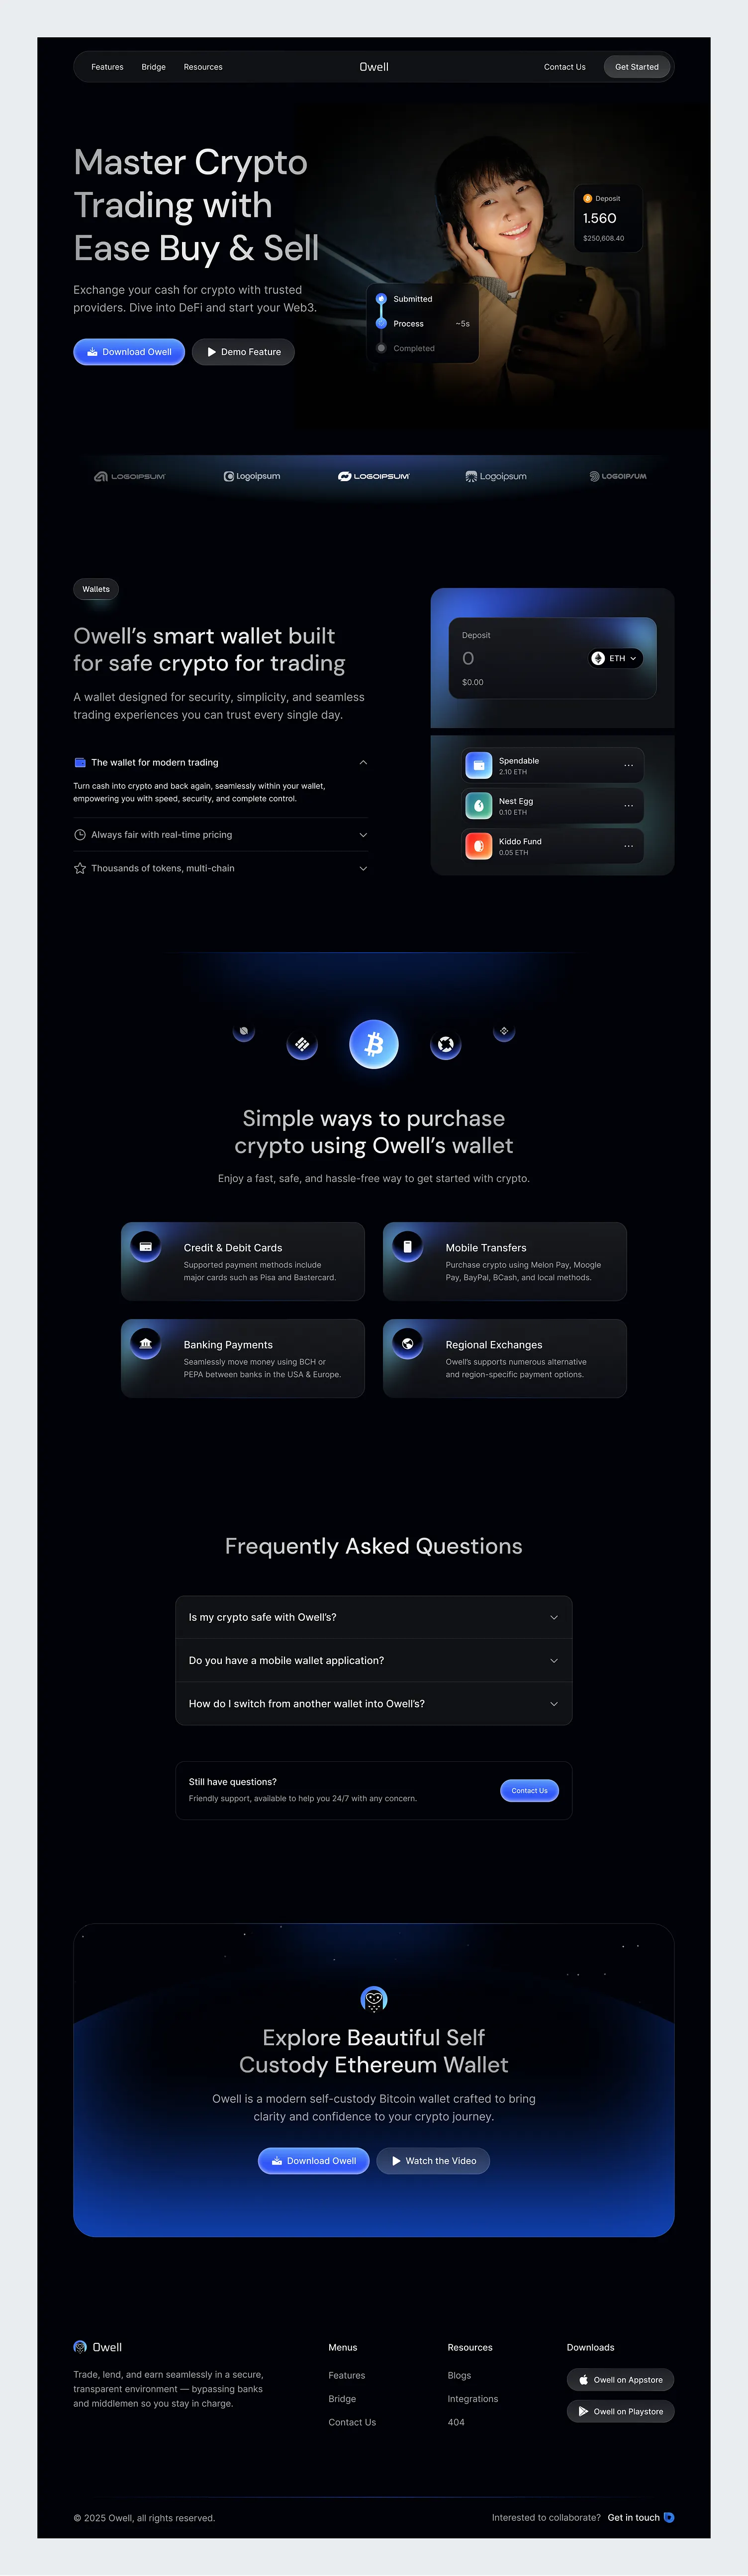 Features
Bridge
Resources
Owell
Contact Us
Get Started
Master Crypto
Trading with
Ease Buy & Sell
Exchange your cash for crypto with trusted
providers. Dive into DeFi and start your Web3.
Download Owell
Demo Feature
Deposit
1.560
$250,608.40
Submitted
Process
~5s
Completed
LOGOIPSUM
Logoipsum
LOGOIPSUM
Logoipsum
LOGOIPSUM
Wallets
Owell’s smart wallet built
for safe crypto for trading
A wallet designed for security, simplicity, and seamless
trading experiences you can trust every single day.
The wallet for modern trading
Turn cash into crypto and back again, seamlessly within your wallet,
empowering you with speed, security, and complete control.
Always fair with real-time pricing
Thousands of tokens, multi-chain
Deposit
0
$0.00
ETH
Spendable
2.10 ETH
Nest Egg
0.10 ETH
Kiddo Fund
0.05 ETH
Simple ways to purchase
crypto using Owell’s wallet
Enjoy a fast, safe, and hassle-free way to get started with crypto.
Credit & Debit Cards
Supported payment methods include
major cards such as Pisa and Bastercard.
Mobile Transfers
Purchase crypto using Melon Pay, Moogle
Pay, BayPal, BCash, and local methods.
Banking Payments
Seamlessly move money using BCH or
PEPA between banks in the USA & Europe.
Regional Exchanges
Owell’s supports numerous alternative
and region-specific payment options.
Frequently Asked Questions
Is my crypto safe with Owell’s?
Do you have a mobile wallet application?
How do I switch from another wallet into Owell’s?
Still have questions?
Friendly support, available to help you 24/7 with any concern.
Contact Us
Explore Beautiful Self
Custody Ethereum Wallet
Owell is a modern self-custody Bitcoin wallet crafted to bring
clarity and confidence to your crypto journey.
Download Owell
Watch the Video
Owell
Trade, lend, and earn seamlessly in a secure,
transparent environment — bypassing banks
and middlemen so you stay in charge.
Menus
Features
Bridge
Contact Us
Resources
Blogs
Integrations
404
Downloads
Owell on Appstore
Owell on Playstore
© 2025 Owell, all rights reserved.
Interested to collaborate? Get in touch